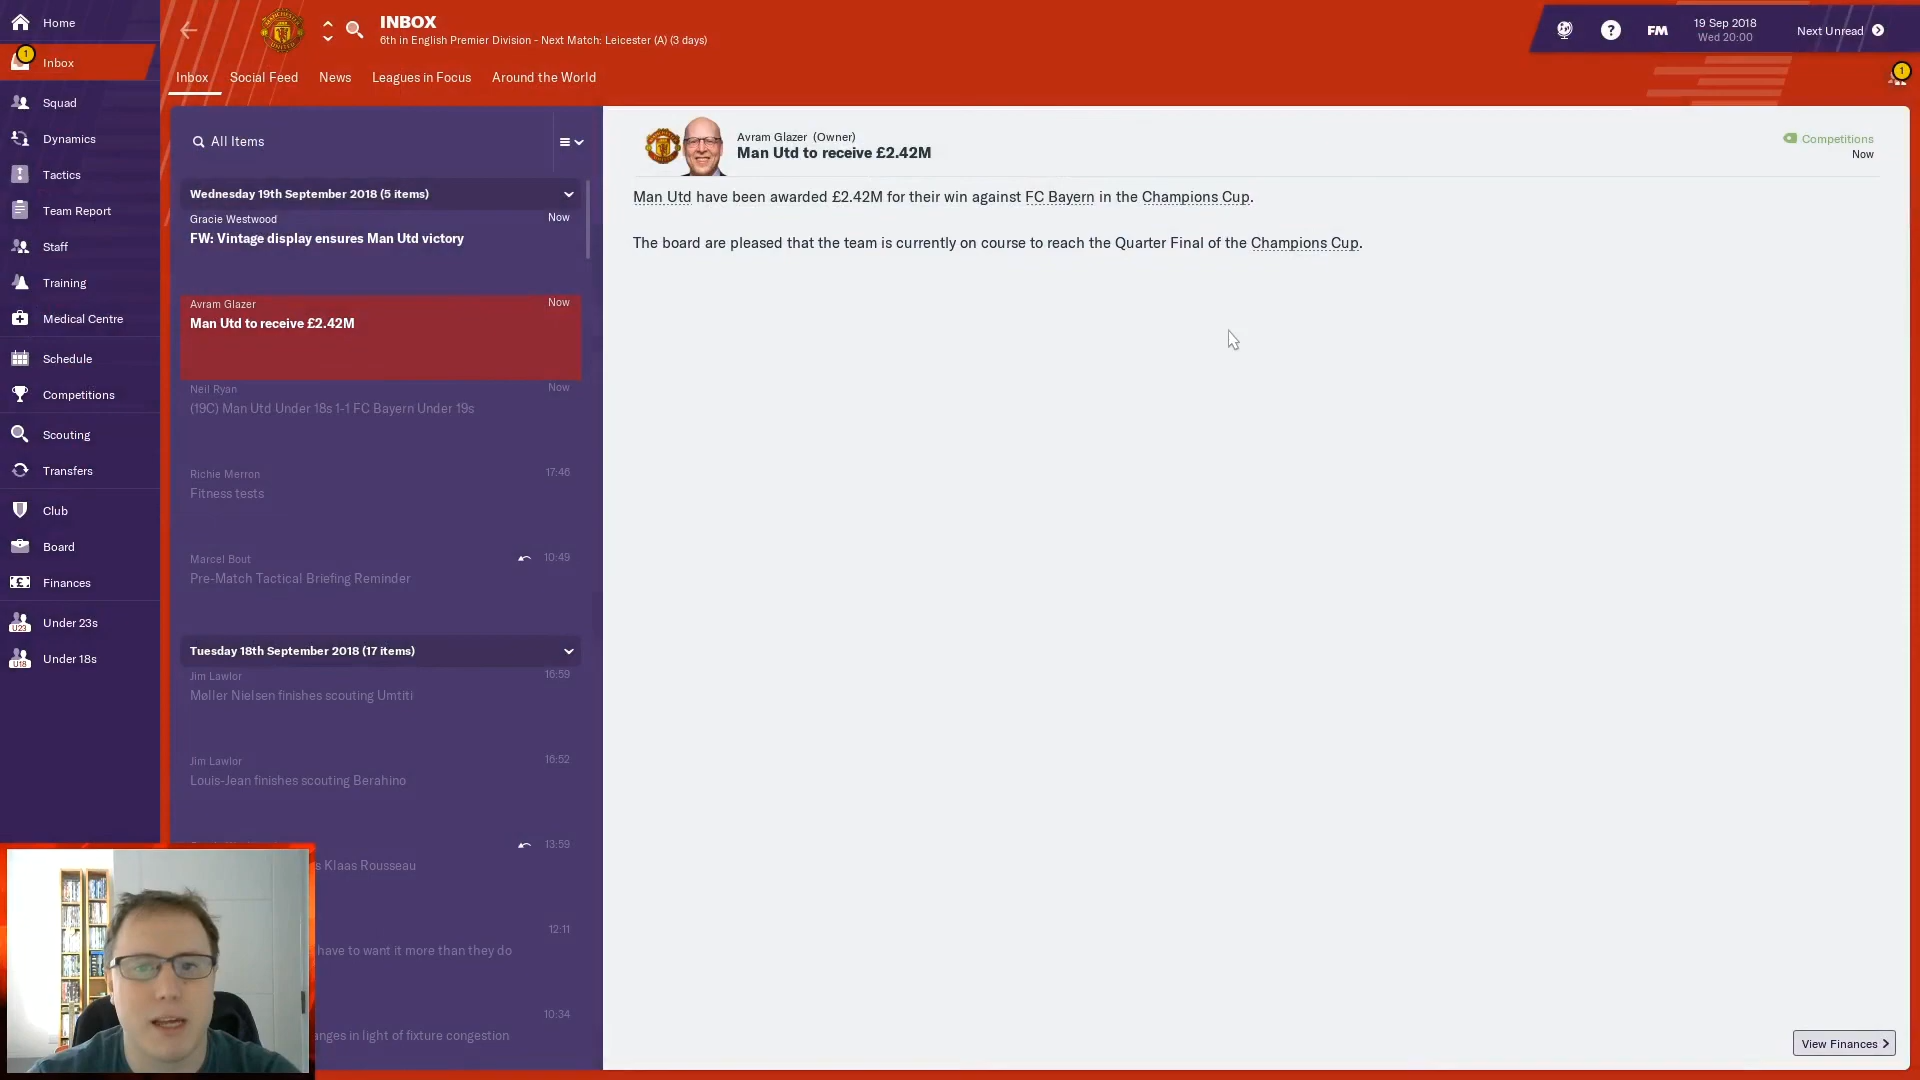 Home
1
Inbox
Squad
Dynamics
Tactics
Team Report
Staff
Training
Medical Centre
Schedule
Competitions
Scouting
Transfers
Club
Board
Finances
U23
Under 23s
U18
Under 18s
INBOX
6th in English Premier Division - Next Match: Leicester (A) (3 days)
Inbox Social Feed News Leagues in Focus Around the World
?
FM
19 Sep 2018
Wed 20:00
Next Unread
1
All Items
Wednesday 19th September 2018 (5 items)
Gracie Westwood Now
FW: Vintage display ensures Man Utd victory
Avram Glazer Now
Man Utd to receive £2.42M
Neil Ryan Now
(19C) Man Utd Under 18s 1-1 FC Bayern Under 19s
Richie Merron 17:46
Fitness tests
Marcel Bout 10:49
Pre-Match Tactical Briefing Reminder
Tuesday 18th September 2018 (17 items)
Jim Lawlor 16:59
Møller Nielsen finishes scouting Umtiti
Jim Lawlor 16:52
Louis-Jean finishes scouting Berahino
13:59
s Klaas Rousseau
12:11
have to want it more than they do
10:34
anges in light of fixture congestion
Avram Glazer (Owner)
Man Utd to receive £2.42M
Competitions
Now
Man Utd have been awarded £2.42M for their win against FC Bayern in the Champions Cup.
The board are pleased that the team is currently on course to reach the Quarter Final of the Champions Cup.
View Finances